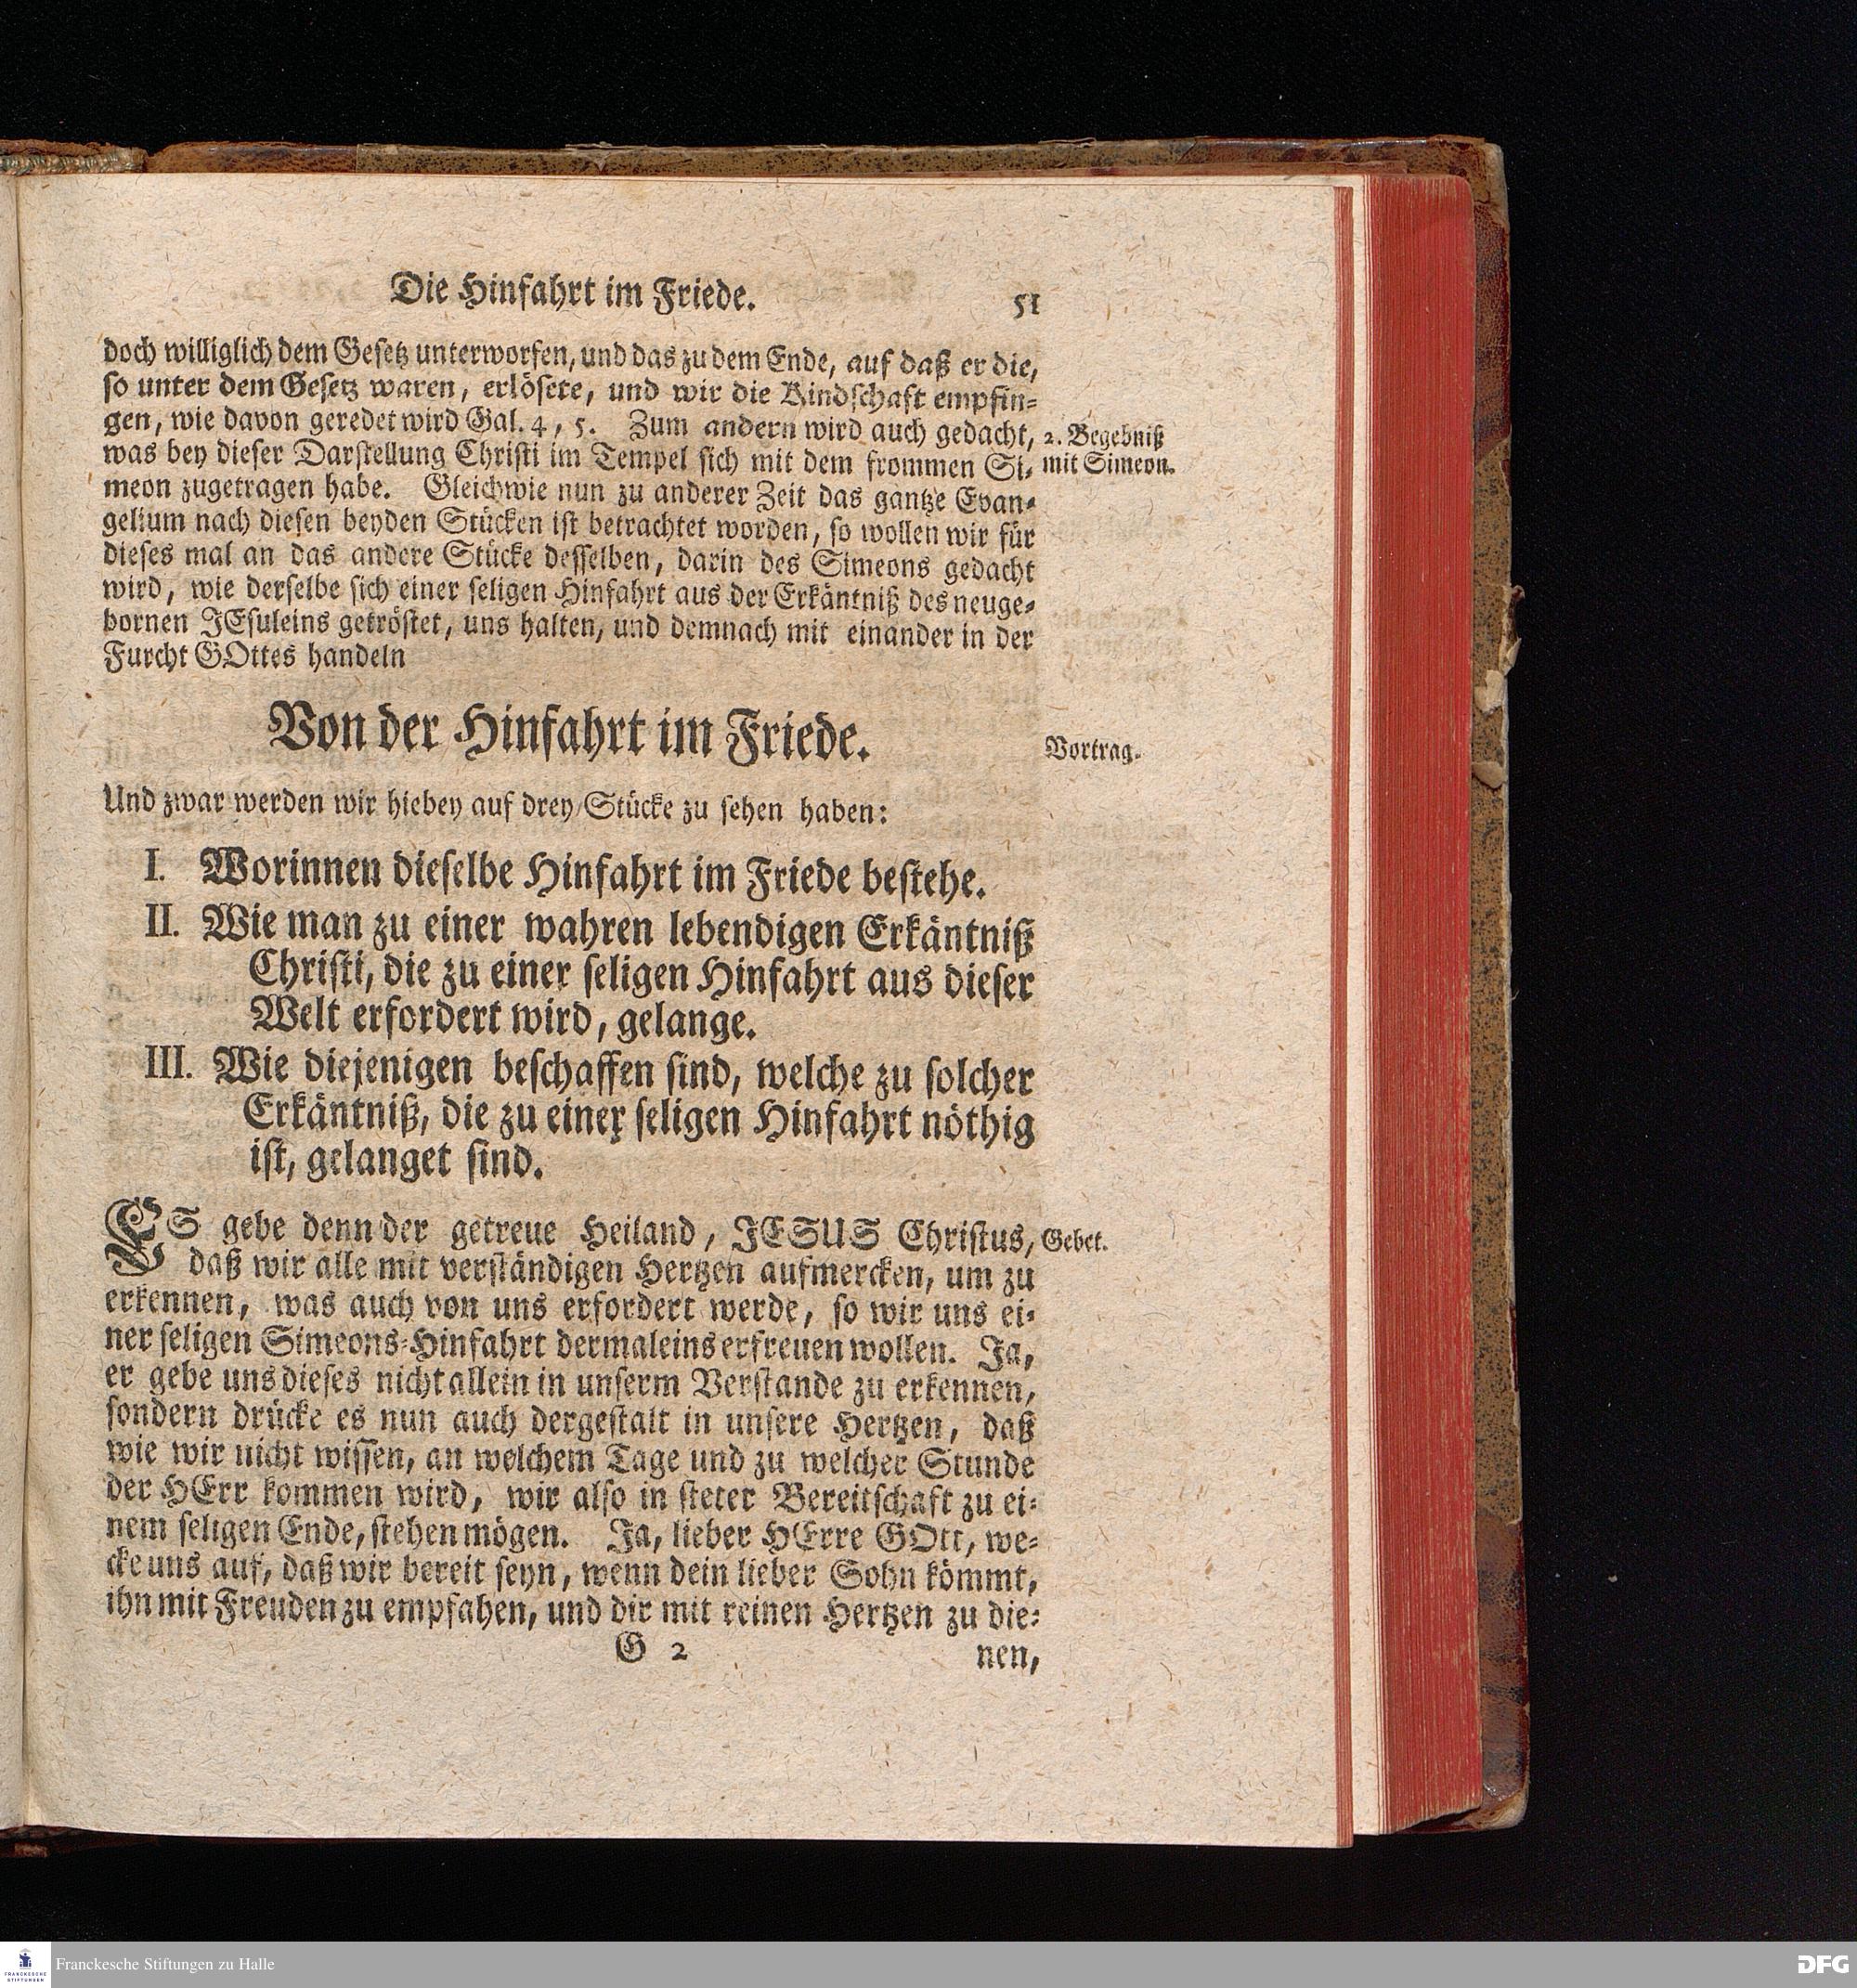 Die Hinfahrt im Friede. 51
doch williglich dem Gesetz unterworfen, und das zu dem Ende, auf daß er die,
so unter dem Gesetz waren, erlösete, und wir die Kindschaft empfin-
gen, wie davon geredet wird Gal. 4, 5. Zum andern wird auch gedacht,
2. Begebniß
was bey dieser Darstellung Christi im Tempel sich mit dem frommen Si-
mit Simeon.
meon zugetragen habe. Gleichwie nun zu anderer Zeit das gantze Evan-
gelium nach diesen beyden Stücken ist betrachtet worden, so wollen wir für
dieses mal an das andere Stücke desselben, darin des Simeons gedacht
wird, wie derselbe sich einer seligen Hinfahrt aus der Erkäntniß des neuge-
bornen JEsuleins getröstet, uns halten, und demnach mit einander in der
Furcht GOttes handeln
Von der Hinfahrt im Friede.
Vortrag.
Und zwar werden wir hiebey auf drey Stücke zu sehen haben:
I. Worinnen dieselbe Hinfahrt im Friede bestehe.
II. Wie man zu einer wahren lebendigen Erkäntniß
Christi, die zu einer seligen Hinfahrt aus dieser
Welt erfordert wird, gelange.
III. Wie diejenigen beschaffen sind, welche zu solcher
Erkäntniß, die zu einer seligen Hinfahrt nöthig
ist, gelanget sind.
ES gebe denn der getreue Heiland, JESUS Christus,
Gebet.
daß wir alle mit verständigen Hertzen aufmercken, um zu
erkennen, was auch von uns erfordert werde, so wir uns ei-
ner seligen Simeons-Hinfahrt dermaleins erfreuen wollen. Ja,
er gebe uns dieses nicht allein in unserm Verstande zu erkennen,
sondern drücke es nun auch dergestalt in unsere Hertzen, daß
wie wir nicht wissen, an welchem Tage und zu welcher Stunde
der HErr kommen wird, wir also in steter Bereitschaft zu ei-
nem seligen Ende, stehen mögen. Ja, lieber HErre GOtt, we-
cke uns auf, daß wir bereit seyn, wenn dein lieber Sohn kömmt,
ihn mit Freuden zu empfahen, und dir mit reinen Hertzen zu die-
G 2 nen,
FRANCKESCHE
STIFTUNGEN
Franckesche Stiftungen zu Halle
DFG